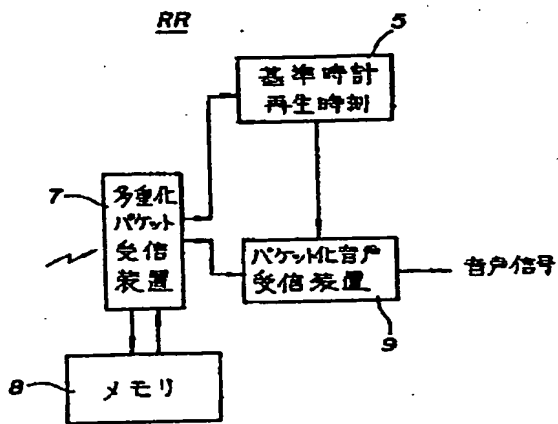 RR
5
基準時計
再生時刻
7
多重化
パケット
受信
装置
パケット化音声
受信装置
音声信号
9
8
メモリ